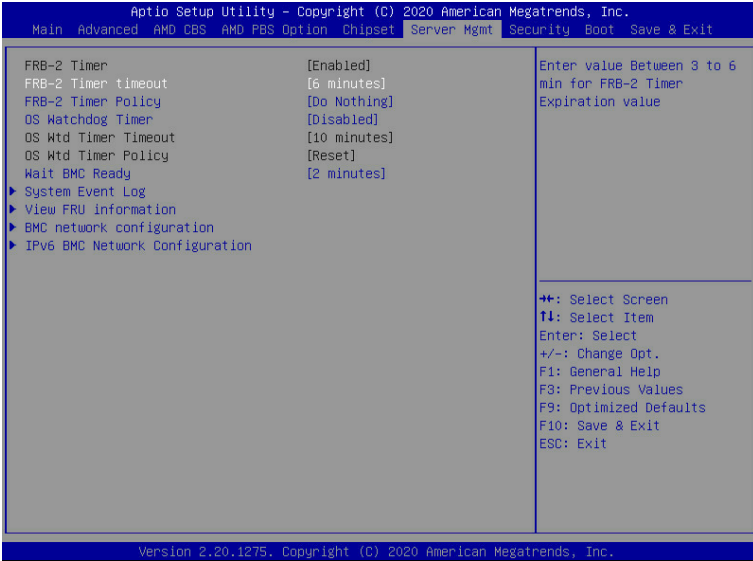 Aptio Setup Utility – Copyright (C) 2020 American Megatrends, Inc.
Main Advanced AMD CBS AMD PBS Option Chipset Server Mgmt Security Boot Save & Exit
FRB-2 Timer [Enabled]
FRB-2 Timer timeout [6 minutes]
FRB-2 Timer Policy [Do Nothing]
OS Watchdog Timer [Disabled]
OS Wtd Timer Timeout [10 minutes]
OS Wtd Timer Policy [Reset]
Wait BMC Ready [2 minutes]
System Event Log
View FRU information
BMC network configuration
IPv6 BMC Network Configuration
Enter value Between 3 to 6
min for FRB-2 Timer
Expiration value
→←: Select Screen
↑↓: Select Item
Enter: Select
+/-: Change Opt.
F1: General Help
F3: Previous Values
F9: Optimized Defaults
F10: Save & Exit
ESC: Exit
Version 2.20.1275. Copyright (C) 2020 American Megatrends, Inc.